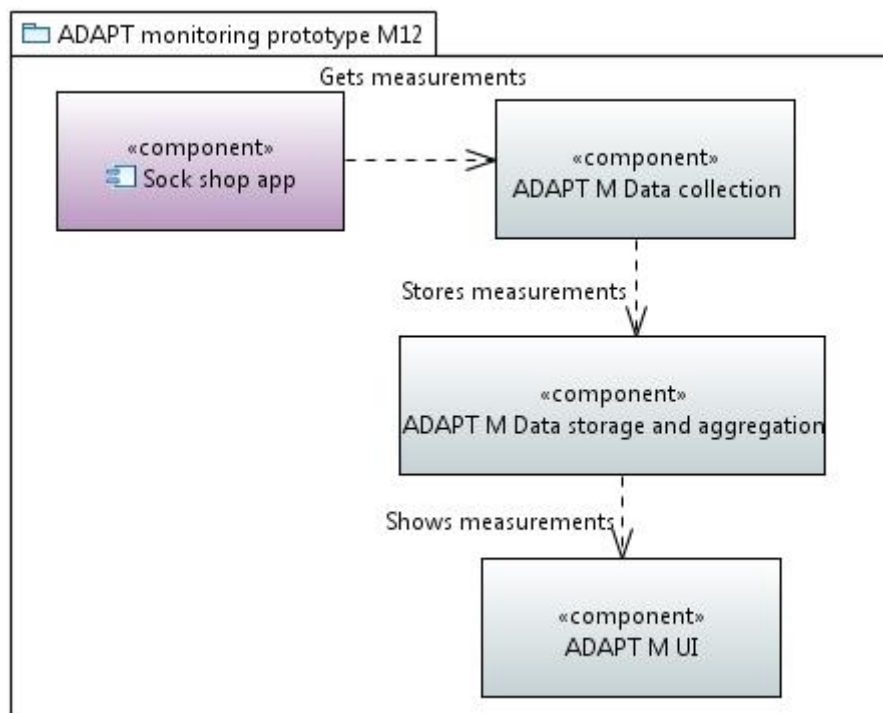 ADAPT monitoring prototype M12
Gets measurements
«component»
Sock shop app
«component»
ADAPT M Data collection
Stores measurements
«component»
ADAPT M Data storage and aggregation
Shows measurements
«component»
ADAPT M UI